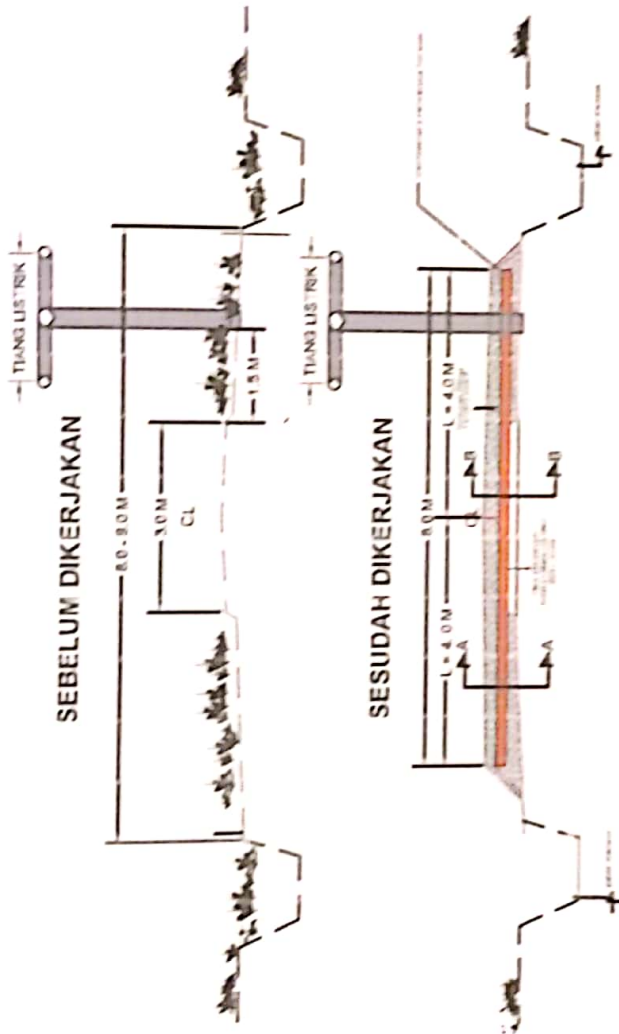 SEBELUM DIKERJAKAN
TIANG LISTRIK
8.0 - 9.0 M
3.0 M
CL
1.5 M
SESUDAH DIKERJAKAN
TIANG LISTRIK
8.0 M
L = 4.0 M
L = 4.0 M
CL
A
A
B
B